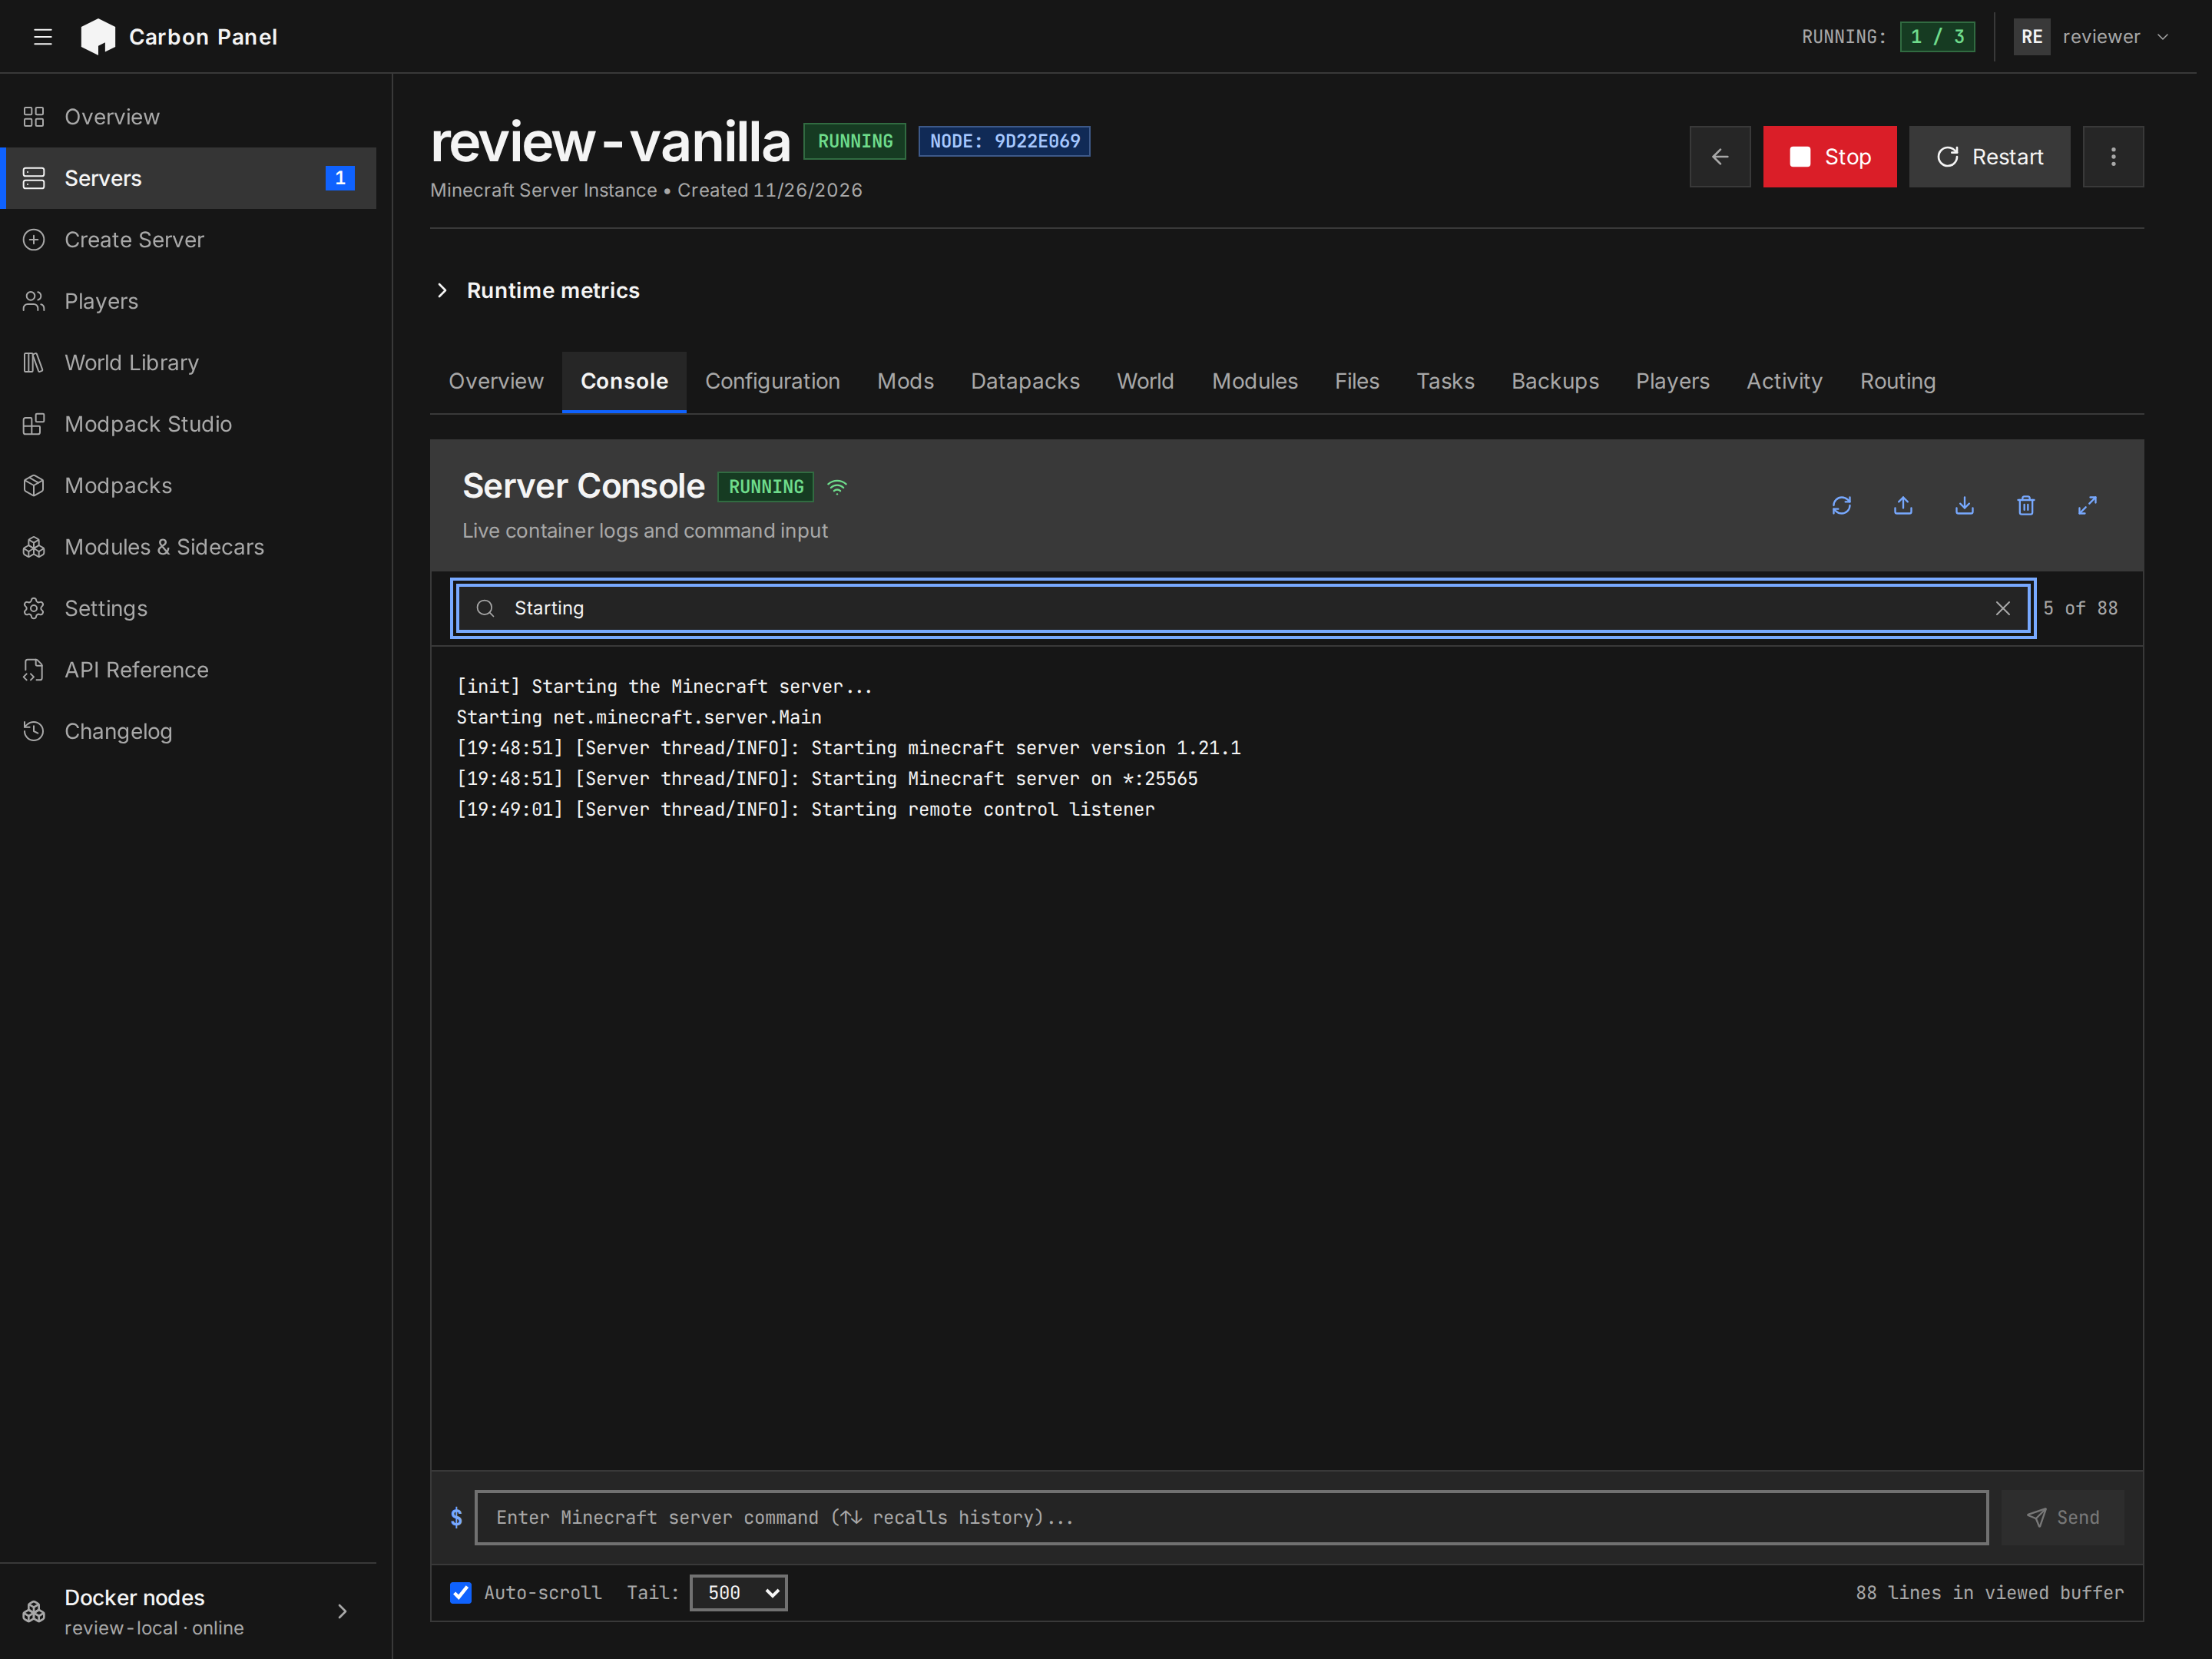 Carbon Panel
RUNNING: 1 / 3
RE reviewer
Overview
Servers 1
Create Server
Players
World Library
Modpack Studio
Modpacks
Modules & Sidecars
Settings
API Reference
Changelog
Docker nodes
review-local · online
review-vanilla RUNNING NODE: 9D22E069
Minecraft Server Instance • Created 11/26/2026
Stop
Restart
Runtime metrics
Overview Console Configuration Mods Datapacks World Modules Files Tasks Backups Players Activity Routing
Server Console RUNNING
Live container logs and command input
Starting
5 of 88
[init] Starting the Minecraft server...
Starting net.minecraft.server.Main
[19:48:51] [Server thread/INFO]: Starting minecraft server version 1.21.1
[19:48:51] [Server thread/INFO]: Starting Minecraft server on *:25565
[19:49:01] [Server thread/INFO]: Starting remote control listener
$ Enter Minecraft server command (↑↓ recalls history)...
Send
Auto-scroll Tail: 500
88 lines in viewed buffer